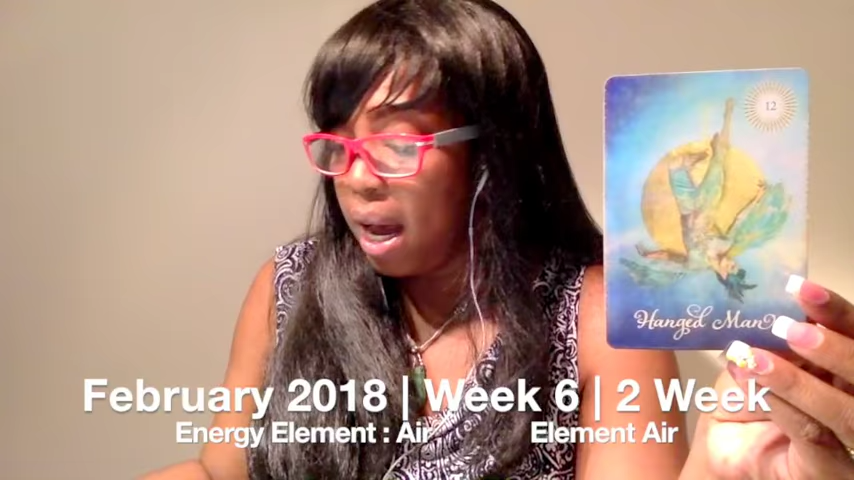 12
Hanged Man
February 2018 | Week 6 | 2 Week
Energy Element : Air
Element Air